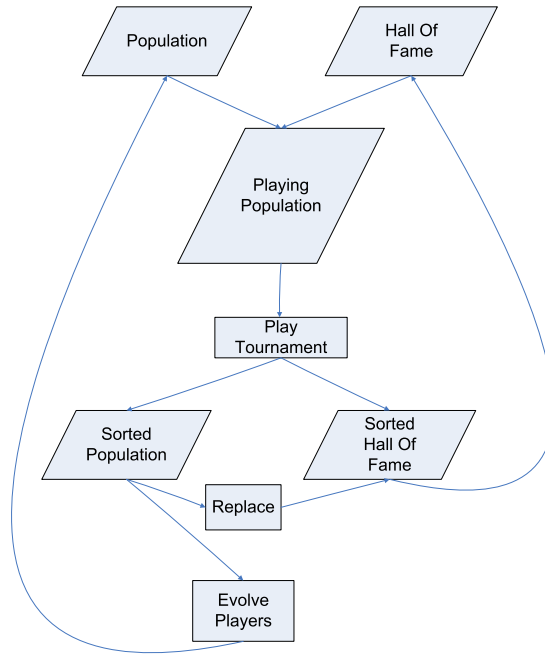 Population
Hall Of
Fame
Playing
Population
Play
Tournament
Sorted
Population
Sorted
Hall Of
Fame
Replace
Evolve
Players